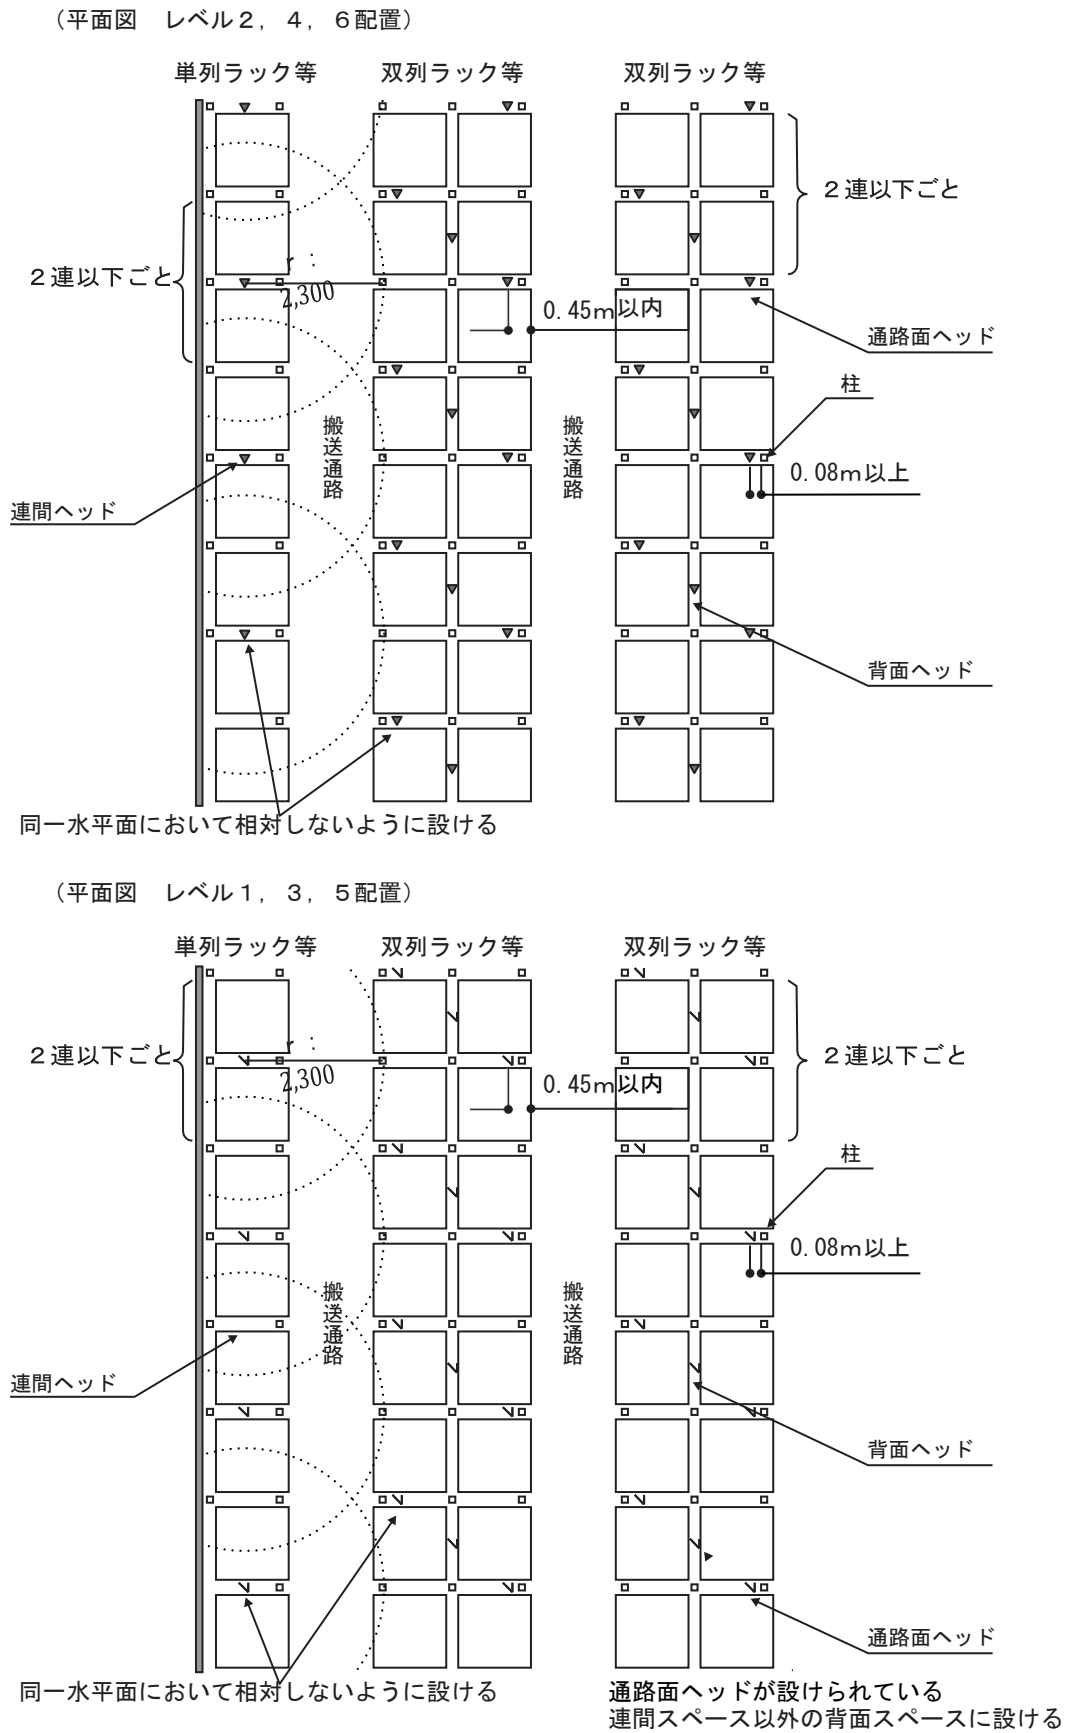 （平面図　レベル２，４，６配置）
単列ラック等　双列ラック等　双列ラック等
２連以下ごと
２連以下ごと
r :
2,300
0.45m以内
通路面ヘッド
柱
搬送通路
搬送通路
0.08m以上
連間ヘッド
背面ヘッド
同一水平面において相対しないように設ける
（平面図　レベル１，３，５配置）
単列ラック等　双列ラック等　双列ラック等
２連以下ごと
２連以下ごと
r :
2,300
0.45m以内
柱
0.08m以上
搬送通路
搬送通路
連間ヘッド
背面ヘッド
通路面ヘッド
同一水平面において相対しないように設ける
通路面ヘッドが設けられている
連間スペース以外の背面スペースに設ける